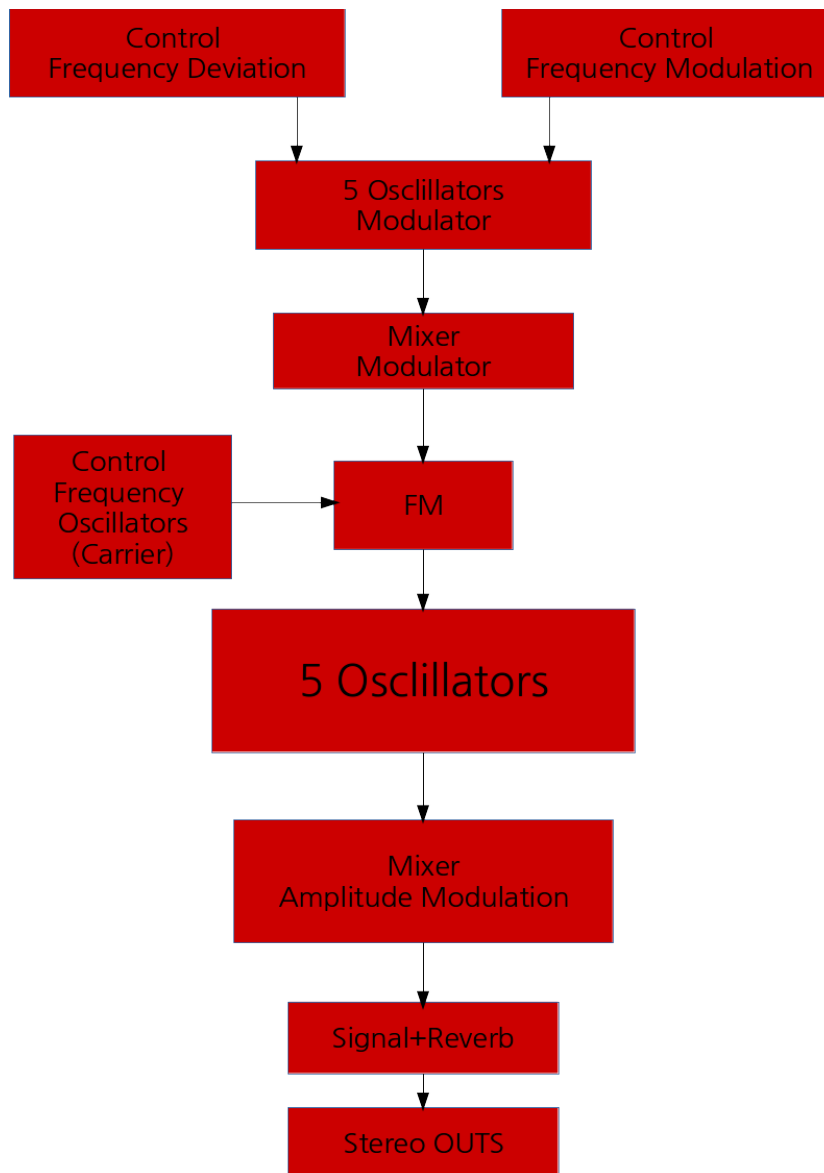 Control
Frequency Deviation
Control
Frequency Modulation
5 Osclillators
Modulator
Mixer
Modulator
Control
Frequency
Oscillators
(Carrier)
FM
5 Osclillators
Mixer
Amplitude Modulation
Signal+Reverb
Stereo OUTS